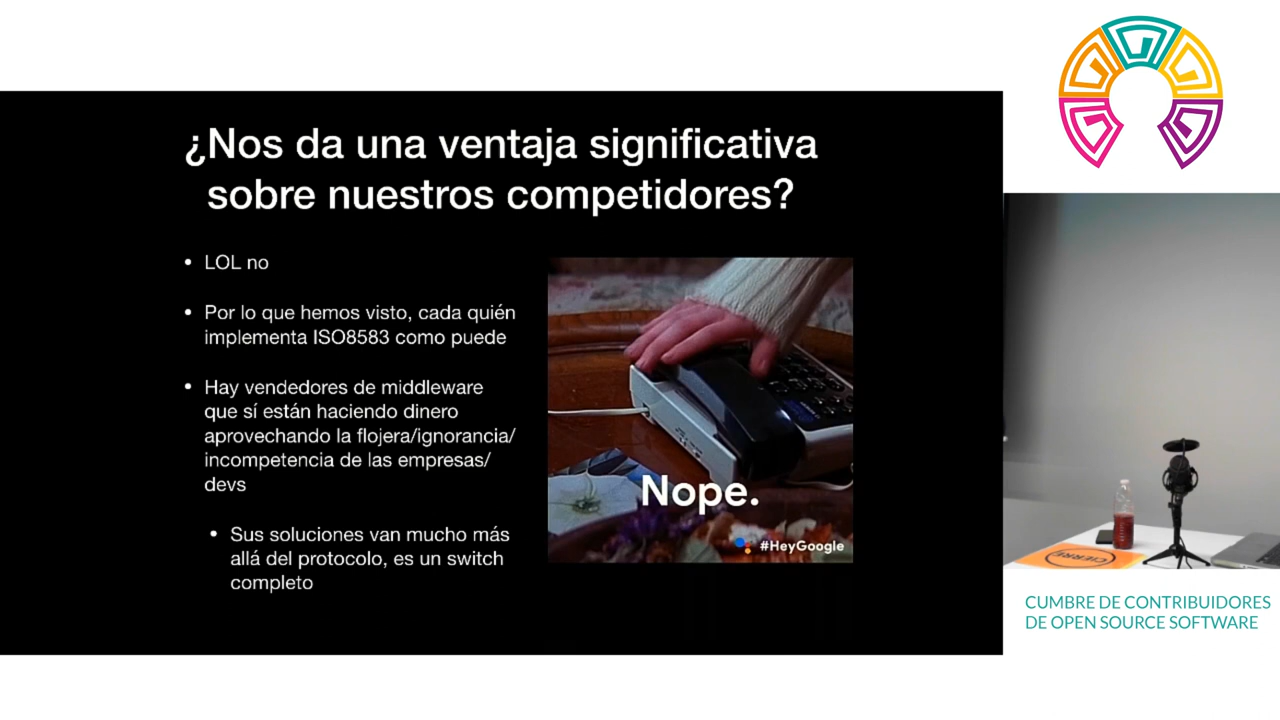 ¿Nos da una ventaja significativa
sobre nuestros competidores?
• LOL no
• Por lo que hemos visto, cada quién
implementa ISO8583 como puede
• Hay vendedores de middleware
que sí están haciendo dinero
aprovechando la flojera/ignorancia/
incompetencia de las empresas/
devs
• Sus soluciones van mucho más
allá del protocolo, es un switch
completo
Nope.
#HeyGoogle
CIERRE
CUMBRE DE CONTRIBUIDORES
DE OPEN SOURCE SOFTWARE